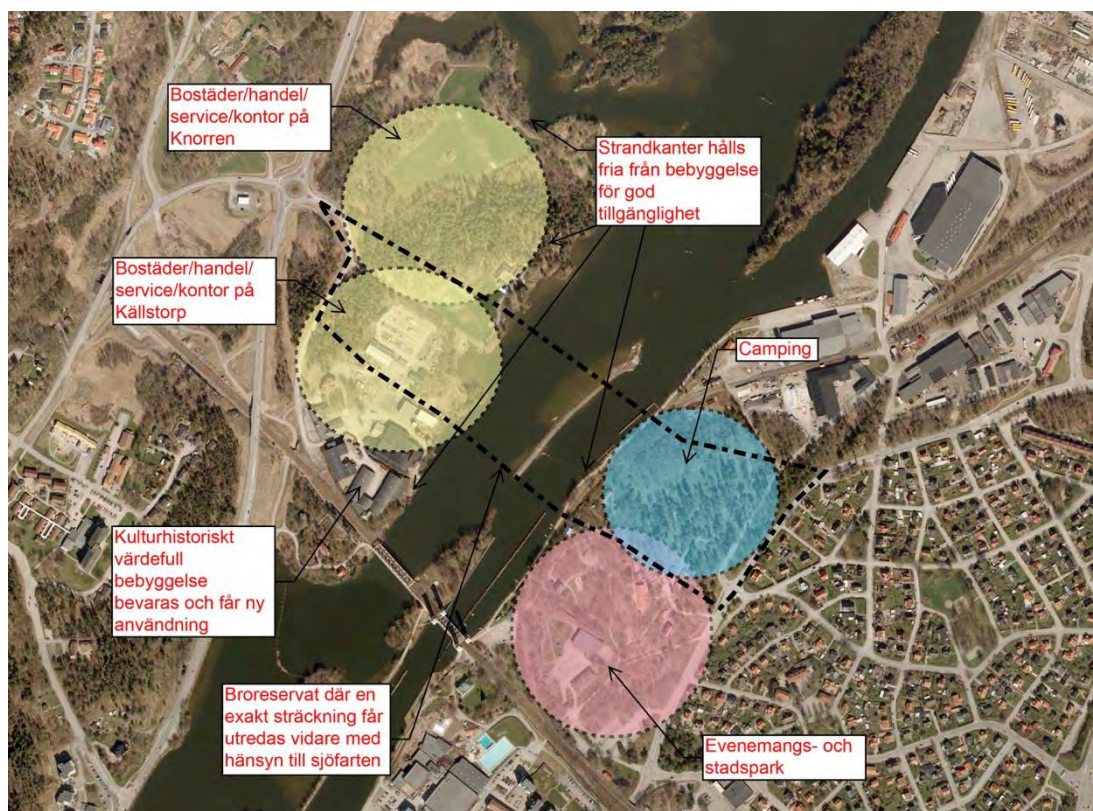 Bostäder/handel/
service/kontor på
Knorren
Strandkanter hålls
fria från bebyggelse
för god
tillgänglighet
Bostäder/handel/
service/kontor på
Källstorp
Camping
Kulturhistoriskt
värdefull
bebyggelse
bevaras och får ny
användning
Broreservat där en
exakt sträckning får
utredas vidare med
hänsyn till sjöfarten
Evenemangs- och
stadspark